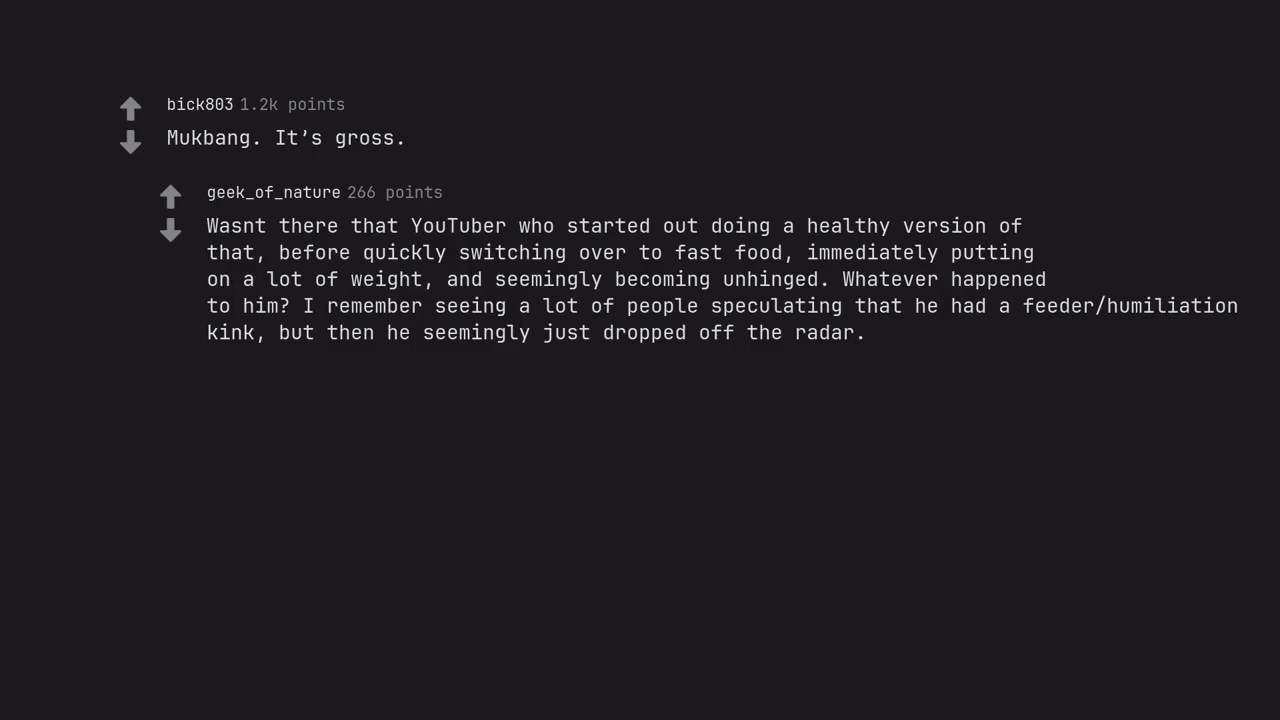 bick803 1.2k points
Mukbang. It’s gross.
geek_of_nature 266 points
Wasnt there that YouTuber who started out doing a healthy version of
that, before quickly switching over to fast food, immediately putting
on a lot of weight, and seemingly becoming unhinged. Whatever happened
to him? I remember seeing a lot of people speculating that he had a feeder/humiliation
kink, but then he seemingly just dropped off the radar.